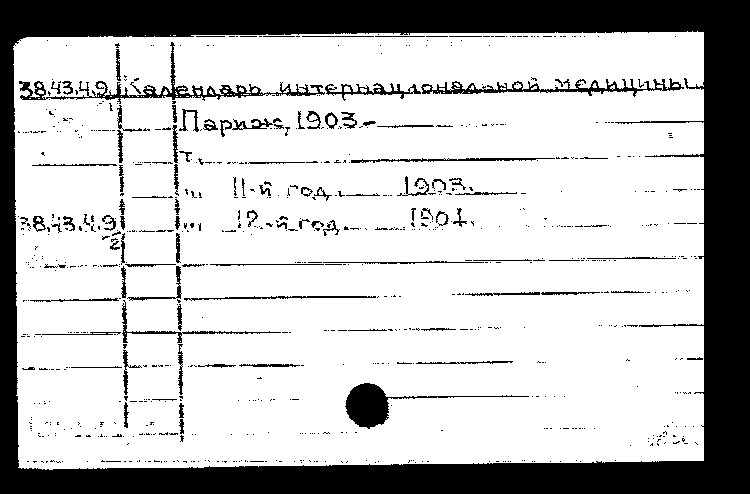 38.43.4.9/1 Календарь интернациональной медицины.
Париж, 1903-
т.
" 11-й год. 1903.
38.43.4.9/2 " 12-й год. 1904.